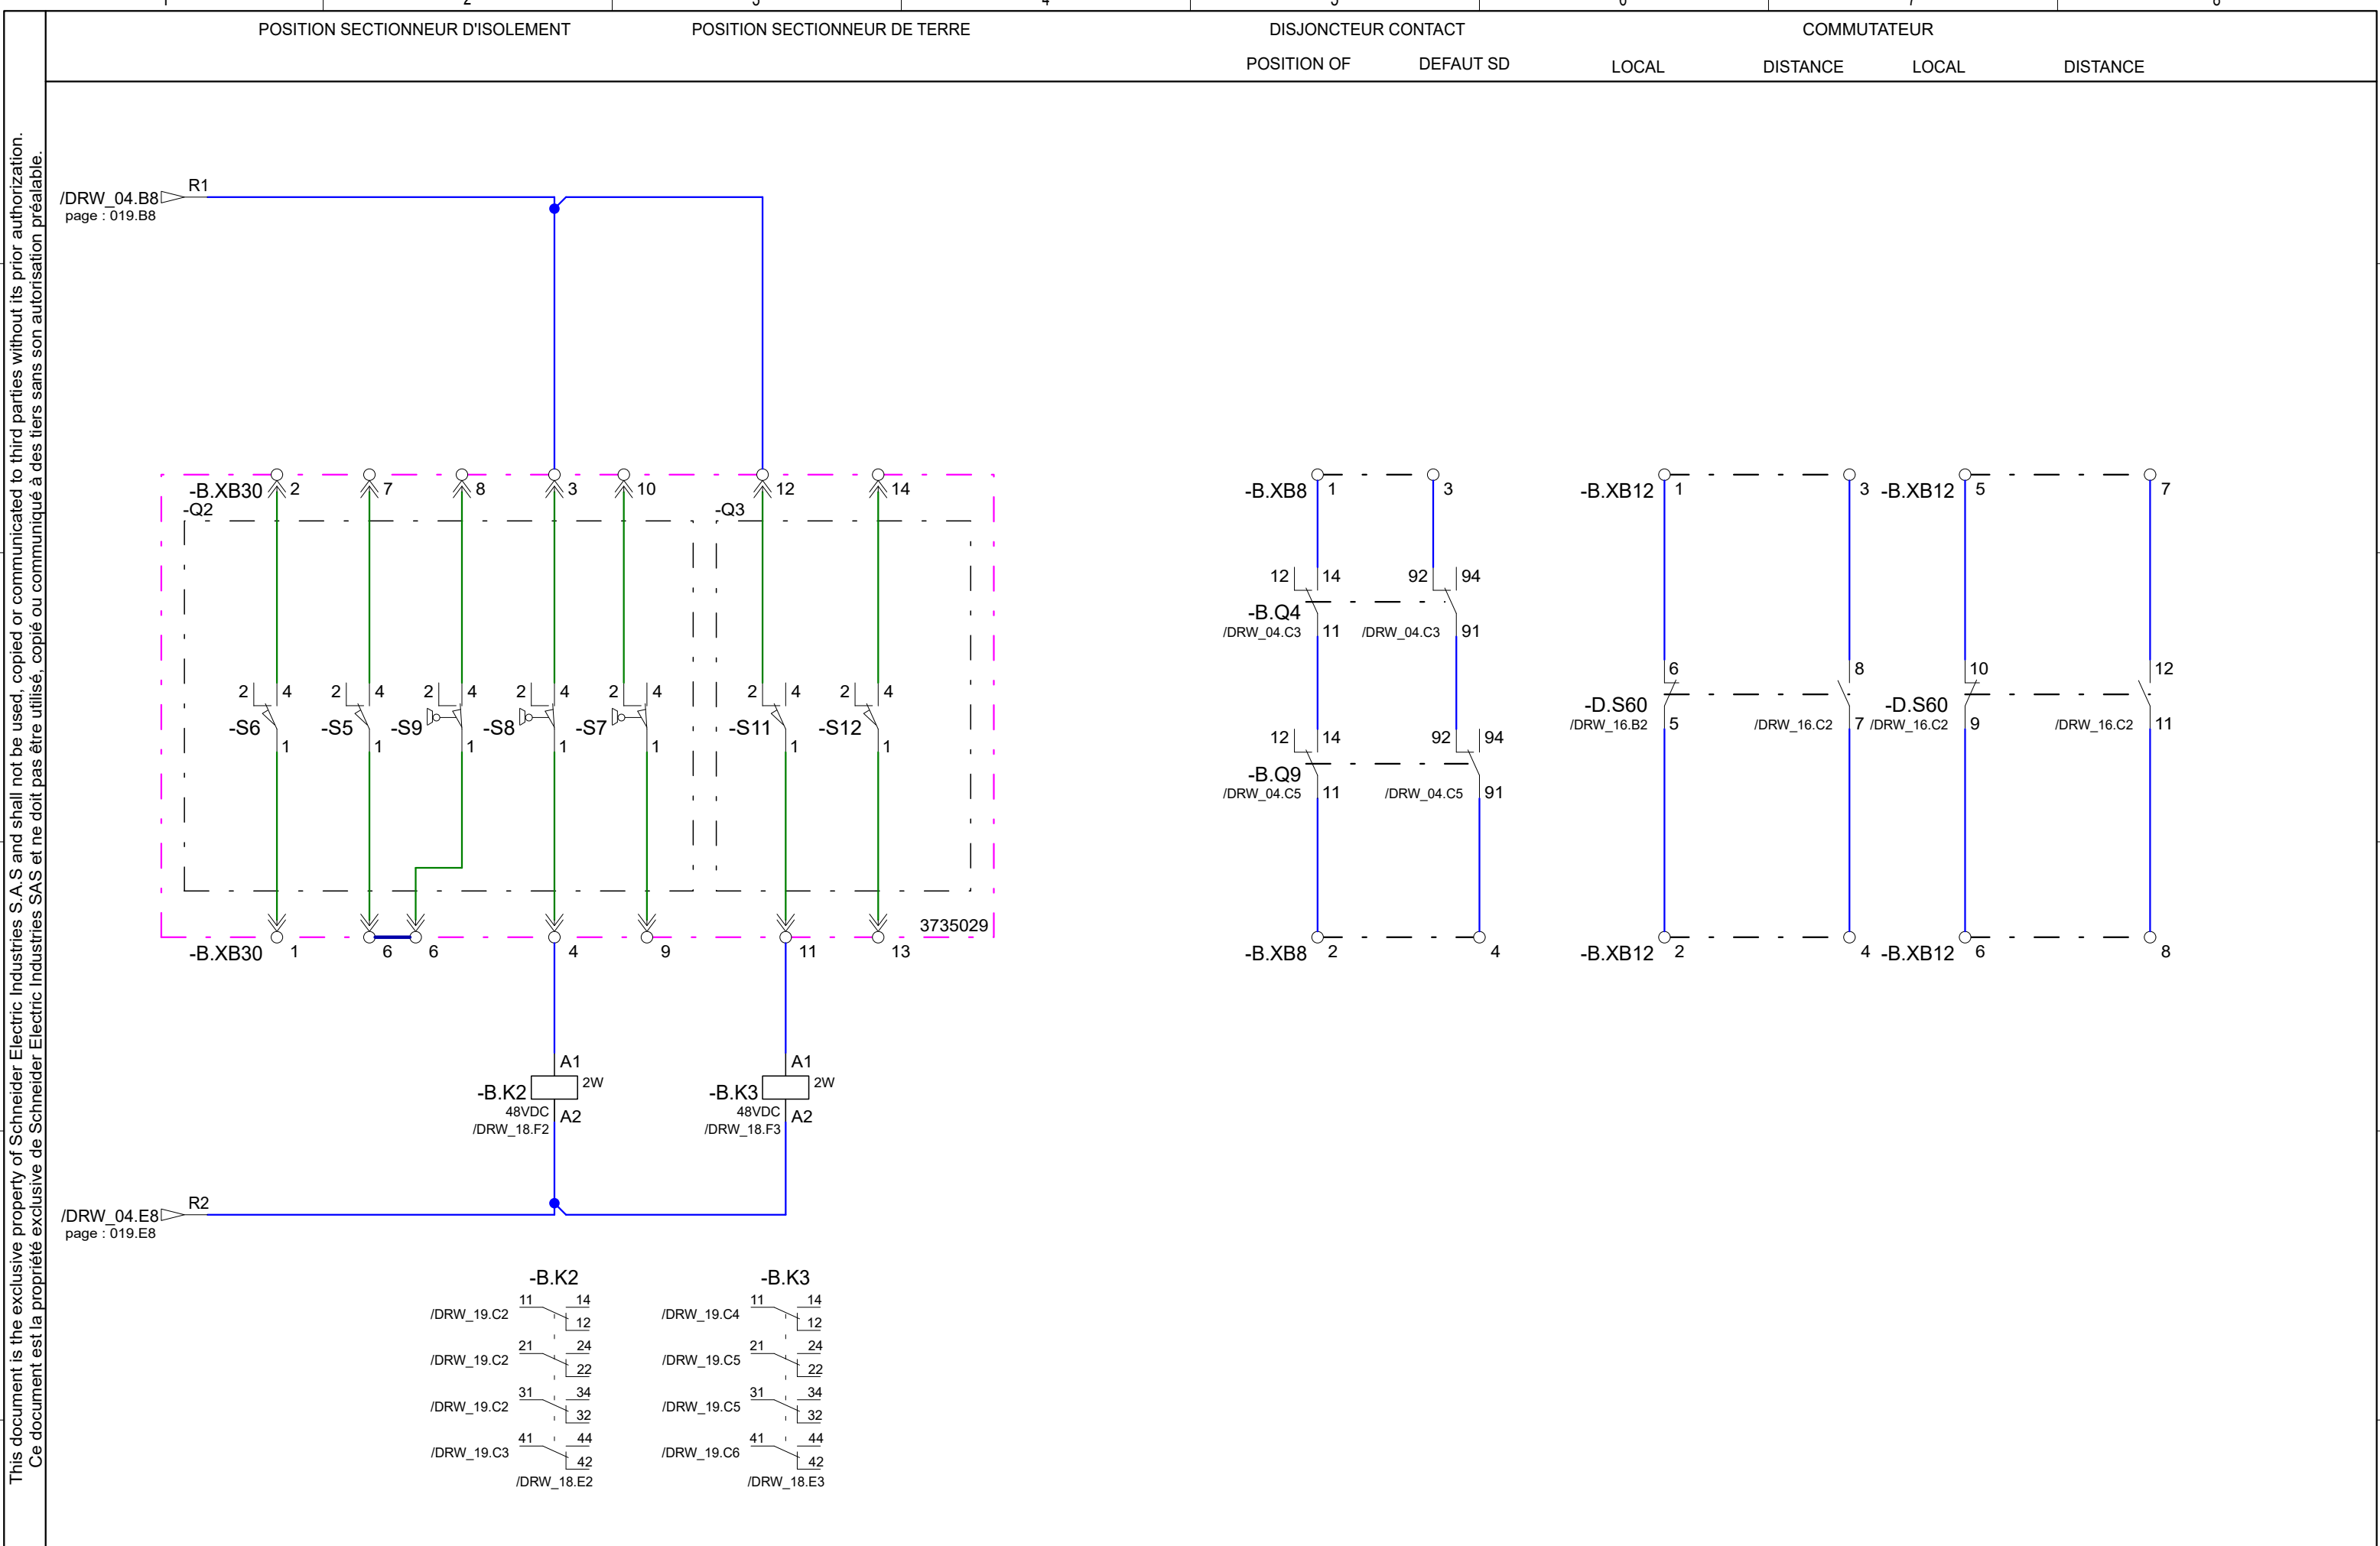 1 2 3 4 5 6 7 8
POSITION SECTIONNEUR D'ISOLEMENT POSITION SECTIONNEUR DE TERRE DISJONCTEUR CONTACT COMMUTATEUR
POSITION OF DEFAUT SD LOCAL DISTANCE LOCAL DISTANCE
This document is the exclusive property of Schneider Electric Industries S.A.S and shall not be used, copied or communicated to third parties without its prior authorization.
Ce document est la propriété exclusive de Schneider Electric Industries SAS et ne doit pas être utilisé, copié ou communiqué à des tiers sans son autorisation préalable.
R1
/DRW_04.B8
page : 019.B8
-B.XB30 2 7 8 3 10 12 14 -B.XB8 1 3 -B.XB12 1 3 -B.XB12 5 7
-Q2 -Q3
12 14 92 94
-B.Q4
/DRW_04.C3 11 /DRW_04.C3 91
6 8 10 12
2 4 2 4 2 4 2 4 2 4 2 4 2 4
-D.S60 -D.S60
-S6 -S5 -S9 -S8 -S7 -S11 -S12
/DRW_16.B2 5 /DRW_16.C2 7 /DRW_16.C2 9 /DRW_16.C2 11
1 1 1 1 1 1 1
12 14 92 94
-B.Q9
/DRW_04.C5 11 /DRW_04.C5 91
3735029
-B.XB30 1 6 6 4 9 11 13 -B.XB8 2 4 -B.XB12 2 4 -B.XB12 6 8
A1 A1
-B.K2 2W -B.K3 2W
48VDC A2 48VDC A2
/DRW_18.F2 /DRW_18.F3
R2
/DRW_04.E8
page : 019.E8
-B.K2 -B.K3
11 14 11 14
/DRW_19.C2 12 /DRW_19.C4 12
21 24 21 24
/DRW_19.C2 22 /DRW_19.C5 22
31 34 31 34
/DRW_19.C2 32 /DRW_19.C5 32
41 44 41 44
/DRW_19.C3 42 /DRW_19.C6 42
/DRW_18.E2 /DRW_18.E3